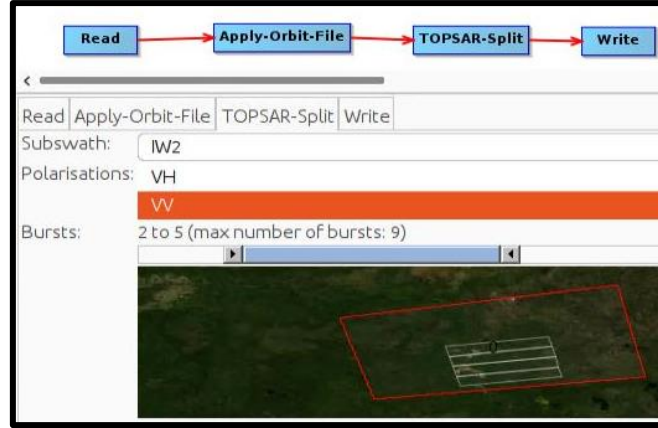 Read Apply-Orbit-File TOPSAR-Split Write
Read Apply-Orbit-File TOPSAR-Split Write
Subswath: IW2
Polarisations: VH
VV
Bursts: 2 to 5 (max number of bursts: 9)
0